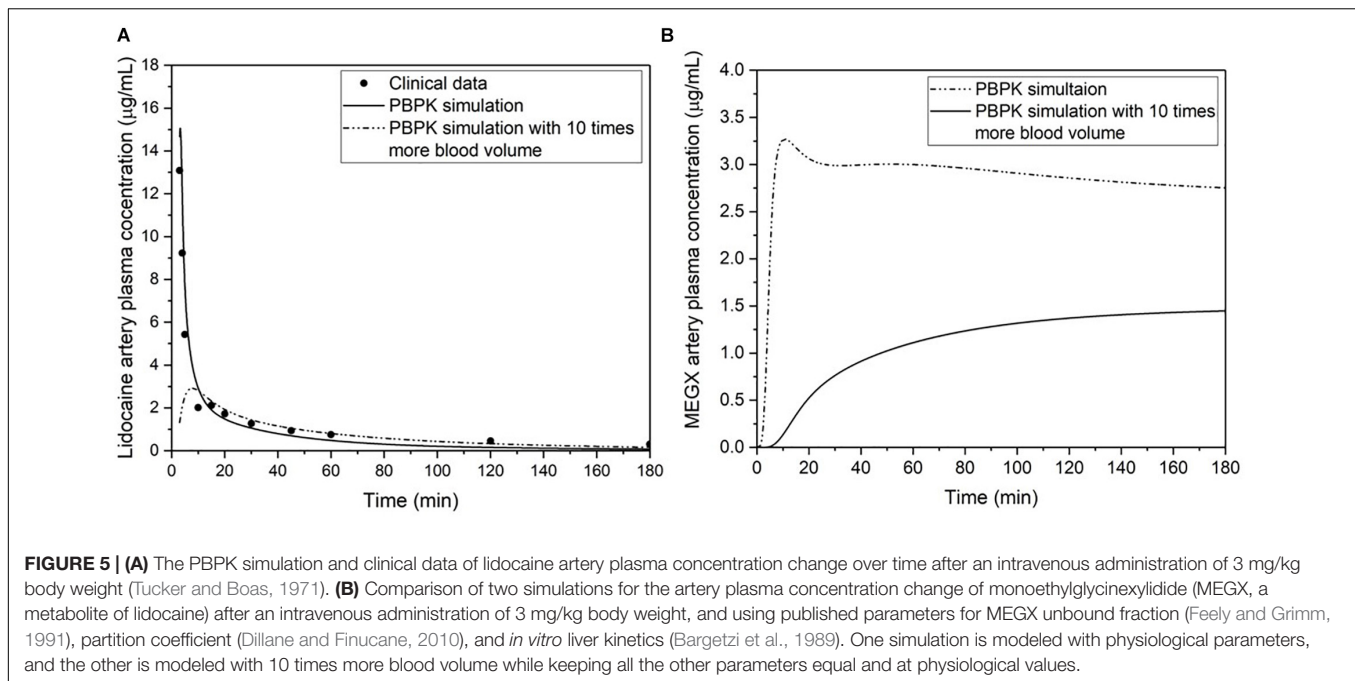 A
B
18
16
14
12
10
8
6
4
2
0
Lidocaine artery plasma cocentration (μg/mL)
Clinical data
PBPK simulation
PBPK simulation with 10 times
more blood volume
0 20 40 60 80 100 120 140 160 180
Time (min)
4.0
3.5
3.0
2.5
2.0
1.5
1.0
0.5
0.0
MEGX artery plasma concentration (μg/mL)
PBPK simultaion
PBPK simulation with 10 times
more blood volume
0 20 40 60 80 100 120 140 160 180
Time (min)
FIGURE 5 | (A) The PBPK simulation and clinical data of lidocaine artery plasma concentration change over time after an intravenous administration of 3 mg/kg
body weight (Tucker and Boas, 1971). (B) Comparison of two simulations for the artery plasma concentration change of monoethylglycinexylidide (MEGX, a
metabolite of lidocaine) after an intravenous administration of 3 mg/kg body weight, and using published parameters for MEGX unbound fraction (Feely and Grimm,
1991), partition coefficient (Dillane and Finucane, 2010), and in vitro liver kinetics (Bargetzi et al., 1989). One simulation is modeled with physiological parameters,
and the other is modeled with 10 times more blood volume while keeping all the other parameters equal and at physiological values.